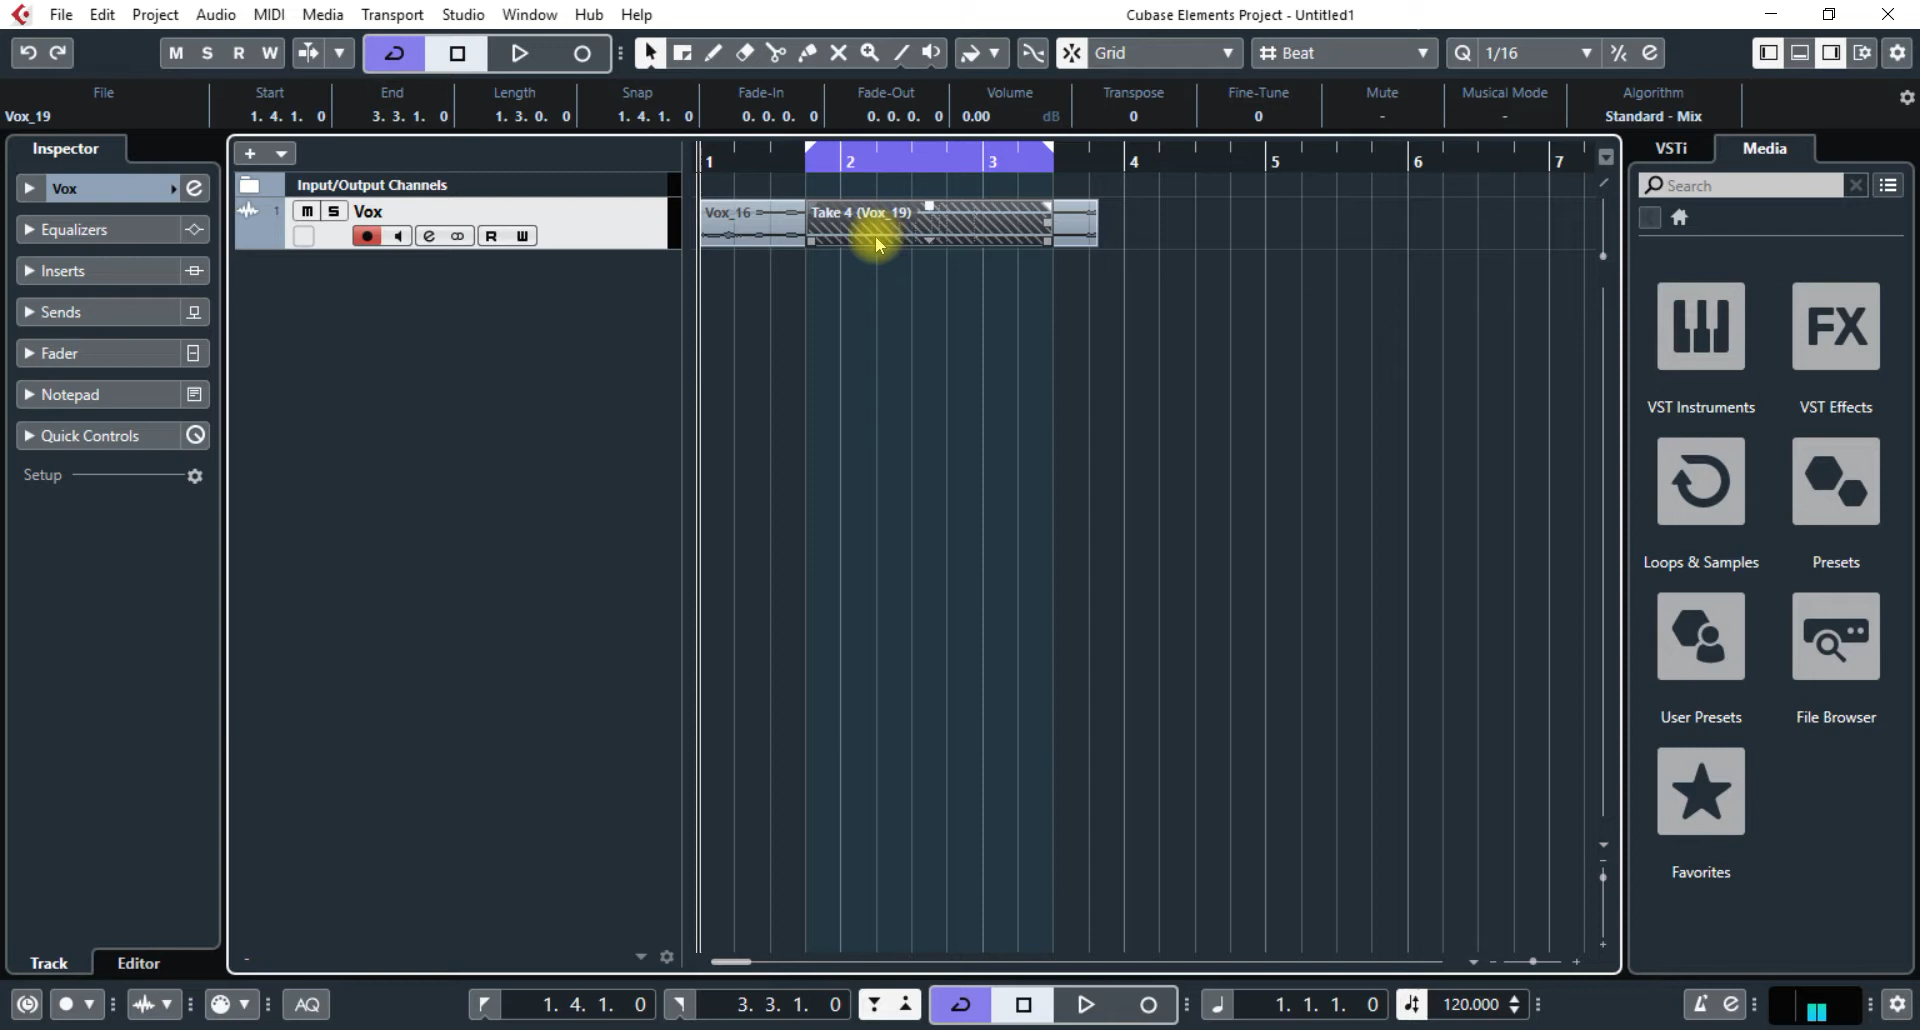 File Edit Project Audio MIDI Media Transport Studio Window Hub Help Cubase Elements Project - Untitled1
M S R W Grid Beat Q 1/16
File Start End Length Snap Fade-In Fade-Out Volume Transpose Fine-Tune Mute Musical Mode Algorithm
Vox_19 1. 4. 1. 0 3. 3. 1. 0 1. 3. 0. 0 1. 4. 1. 0 0. 0. 0. 0 0. 0. 0. 0 0.00 dB 0 0 - - Standard - Mix
Inspector
VSTi Media
1 2 3 4 5 6 7
Vox
Input/Output Channels
Search
1 m S Vox
Vox_16 Take 4 (Vox_19)
R
Equalizers
Inserts
Sends
Fader
Notepad
Quick Controls
Setup
FX
VST Instruments VST Effects
Loops & Samples Presets
User Presets File Browser
Favorites
Track Editor
AQ 1. 4. 1. 0 3. 3. 1. 0 1. 1. 1. 0 120.000